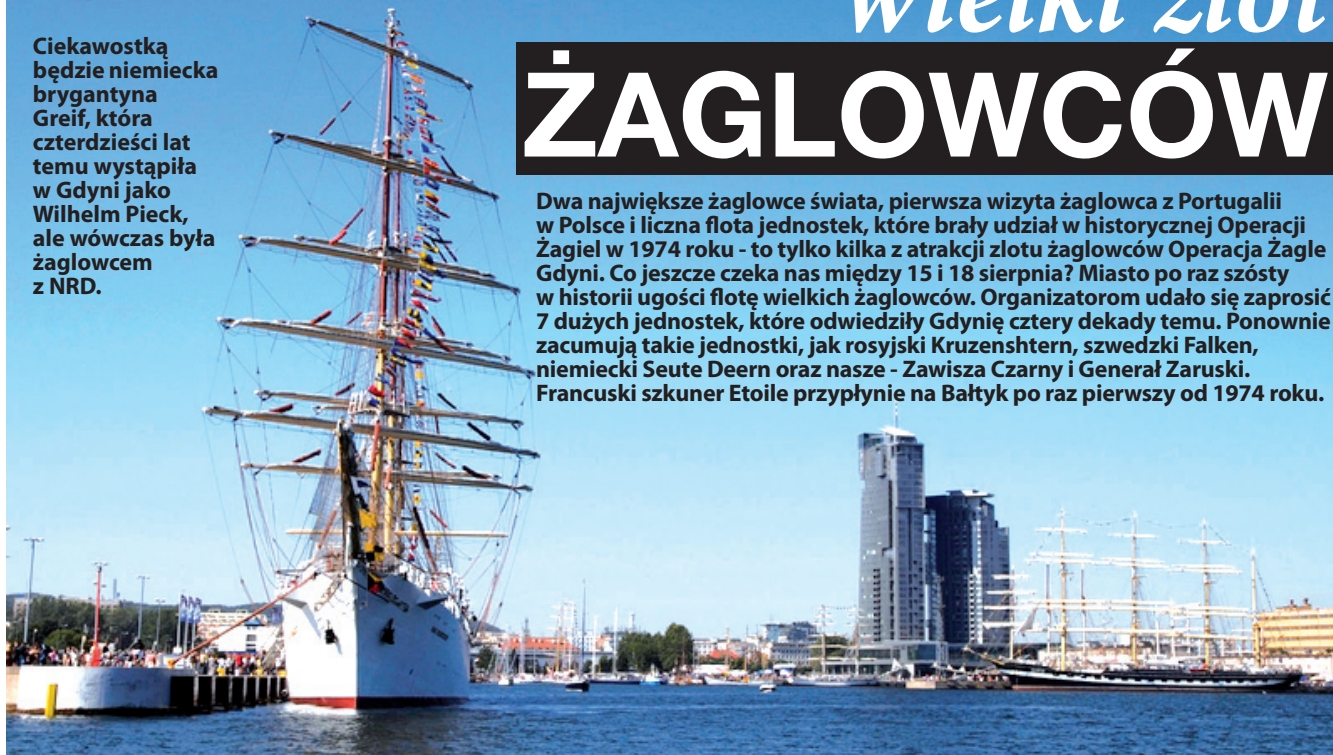 wielki zlot
ŻAGLOWCÓW
Ciekawostką
będzie niemiecka
brygantyna
Greif, która
czterdzieści lat
temu wystąpiła
w Gdyni jako
Wilhelm Pieck,
ale wówczas była
żaglowcem
z NRD.
Dwa największe żaglowce świata, pierwsza wizyta żaglowca z Portugalii
w Polsce i liczna flota jednostek, które brały udział w historycznej Operacji
Żagiel w 1974 roku - to tylko kilka z atrakcji zlotu żaglowców Operacja Żagle
Gdyni. Co jeszcze czeka nas między 15 i 18 sierpnia? Miasto po raz szósty
w historii ugości flotę wielkich żaglowców. Organizatorom udało się zaprosić
7 dużych jednostek, które odwiedziły Gdynię cztery dekady temu. Ponownie
zacumują takie jednostki, jak rosyjski Kruzenshtern, szwedzki Falken,
niemiecki Seute Deern oraz nasze - Zawisza Czarny i Generał Zaruski.
Francuski szkuner Etoile przypłynie na Bałtyk po raz pierwszy od 1974 roku.